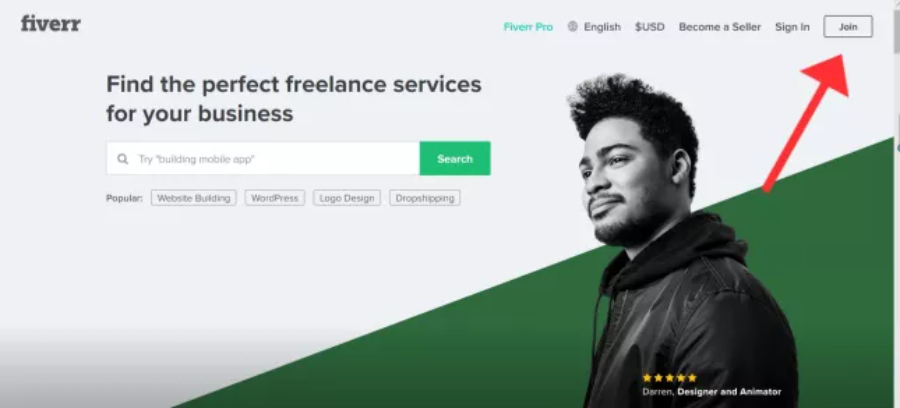 fiverr
Fiverr Pro English $USD Become a Seller Sign In Join
Find the perfect freelance services
for your business
Try "building mobile app" Search
Popular: Website Building WordPress Logo Design Dropshipping
Darren, Designer and Animator